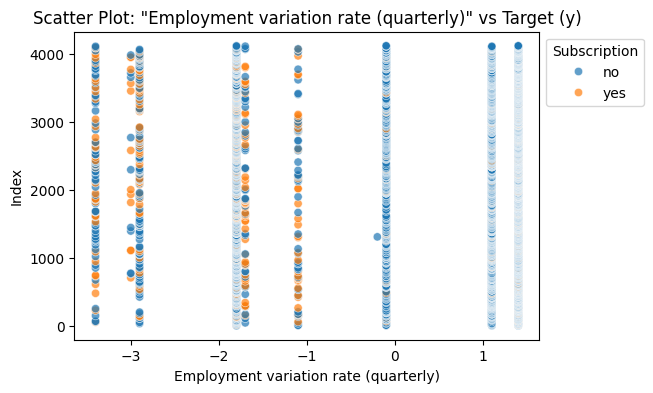 Scatter Plot: "Employment variation rate (quarterly)" vs Target (y)
4000
3000
2000
1000
0
Index
−3
−2
−1
0
1
Employment variation rate (quarterly)
Subscription
no
yes